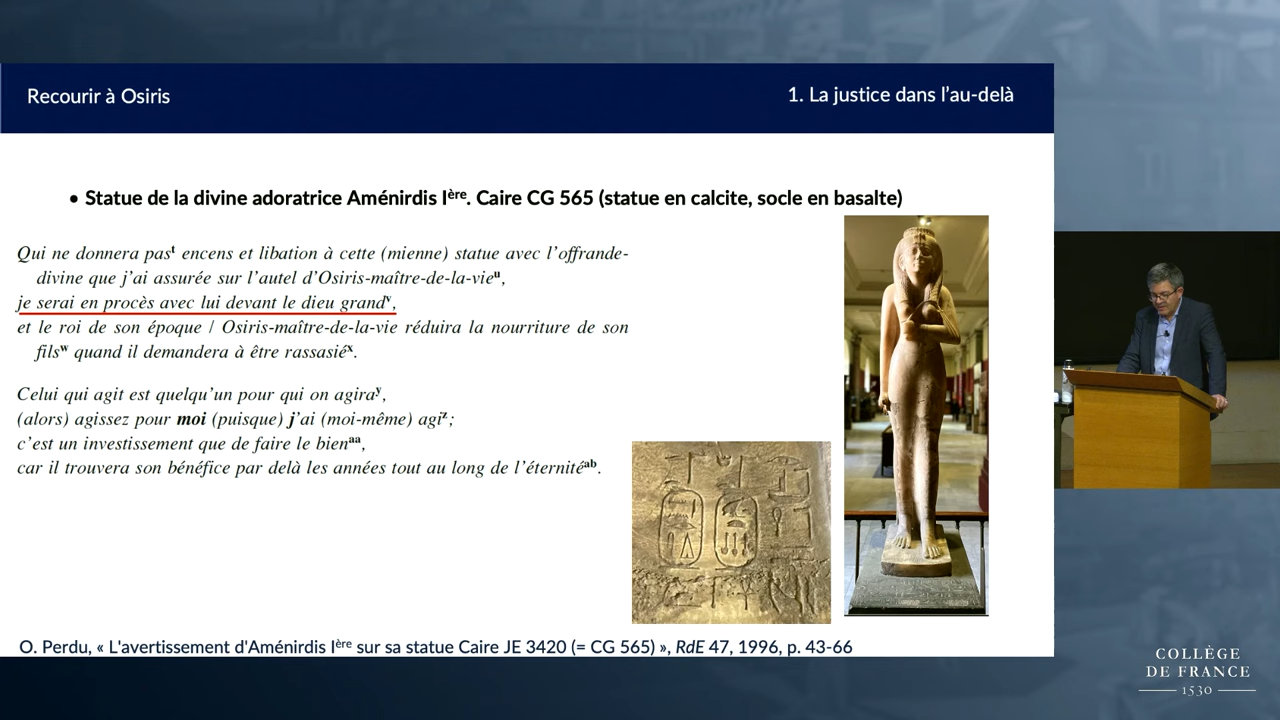 Recourir à Osiris
1. La justice dans l’au-delà
• Statue de la divine adoratrice Aménirdis Ière. Caire CG 565 (statue en calcite, socle en basalte)
Qui ne donnera pasᵗ encens et libation à cette (mienne) statue avec l’offrande-
divine que j’ai assurée sur l’autel d’Osiris-maître-de-la-vieᵘ,
je serai en procès avec lui devant le dieu grandᵛ,
et le roi de son époque / Osiris-maître-de-la-vie réduira la nourriture de son
filsʷ quand il demandera à être rassasiéˣ.
Celui qui agit est quelqu’un pour qui on agiraʸ,
(alors) agissez pour moi (puisque) j’ai (moi-même) agiᶻ;
c’est un investissement que de faire le bienᵃᵃ,
car il trouvera son bénéfice par delà les années tout au long de l’éternitéᵃᵇ.
O. Perdu, « L'avertissement d'Aménirdis Ière sur sa statue Caire JE 3420 (= CG 565) », RdE 47, 1996, p. 43-66
COLLÈGE
DE FRANCE
1530